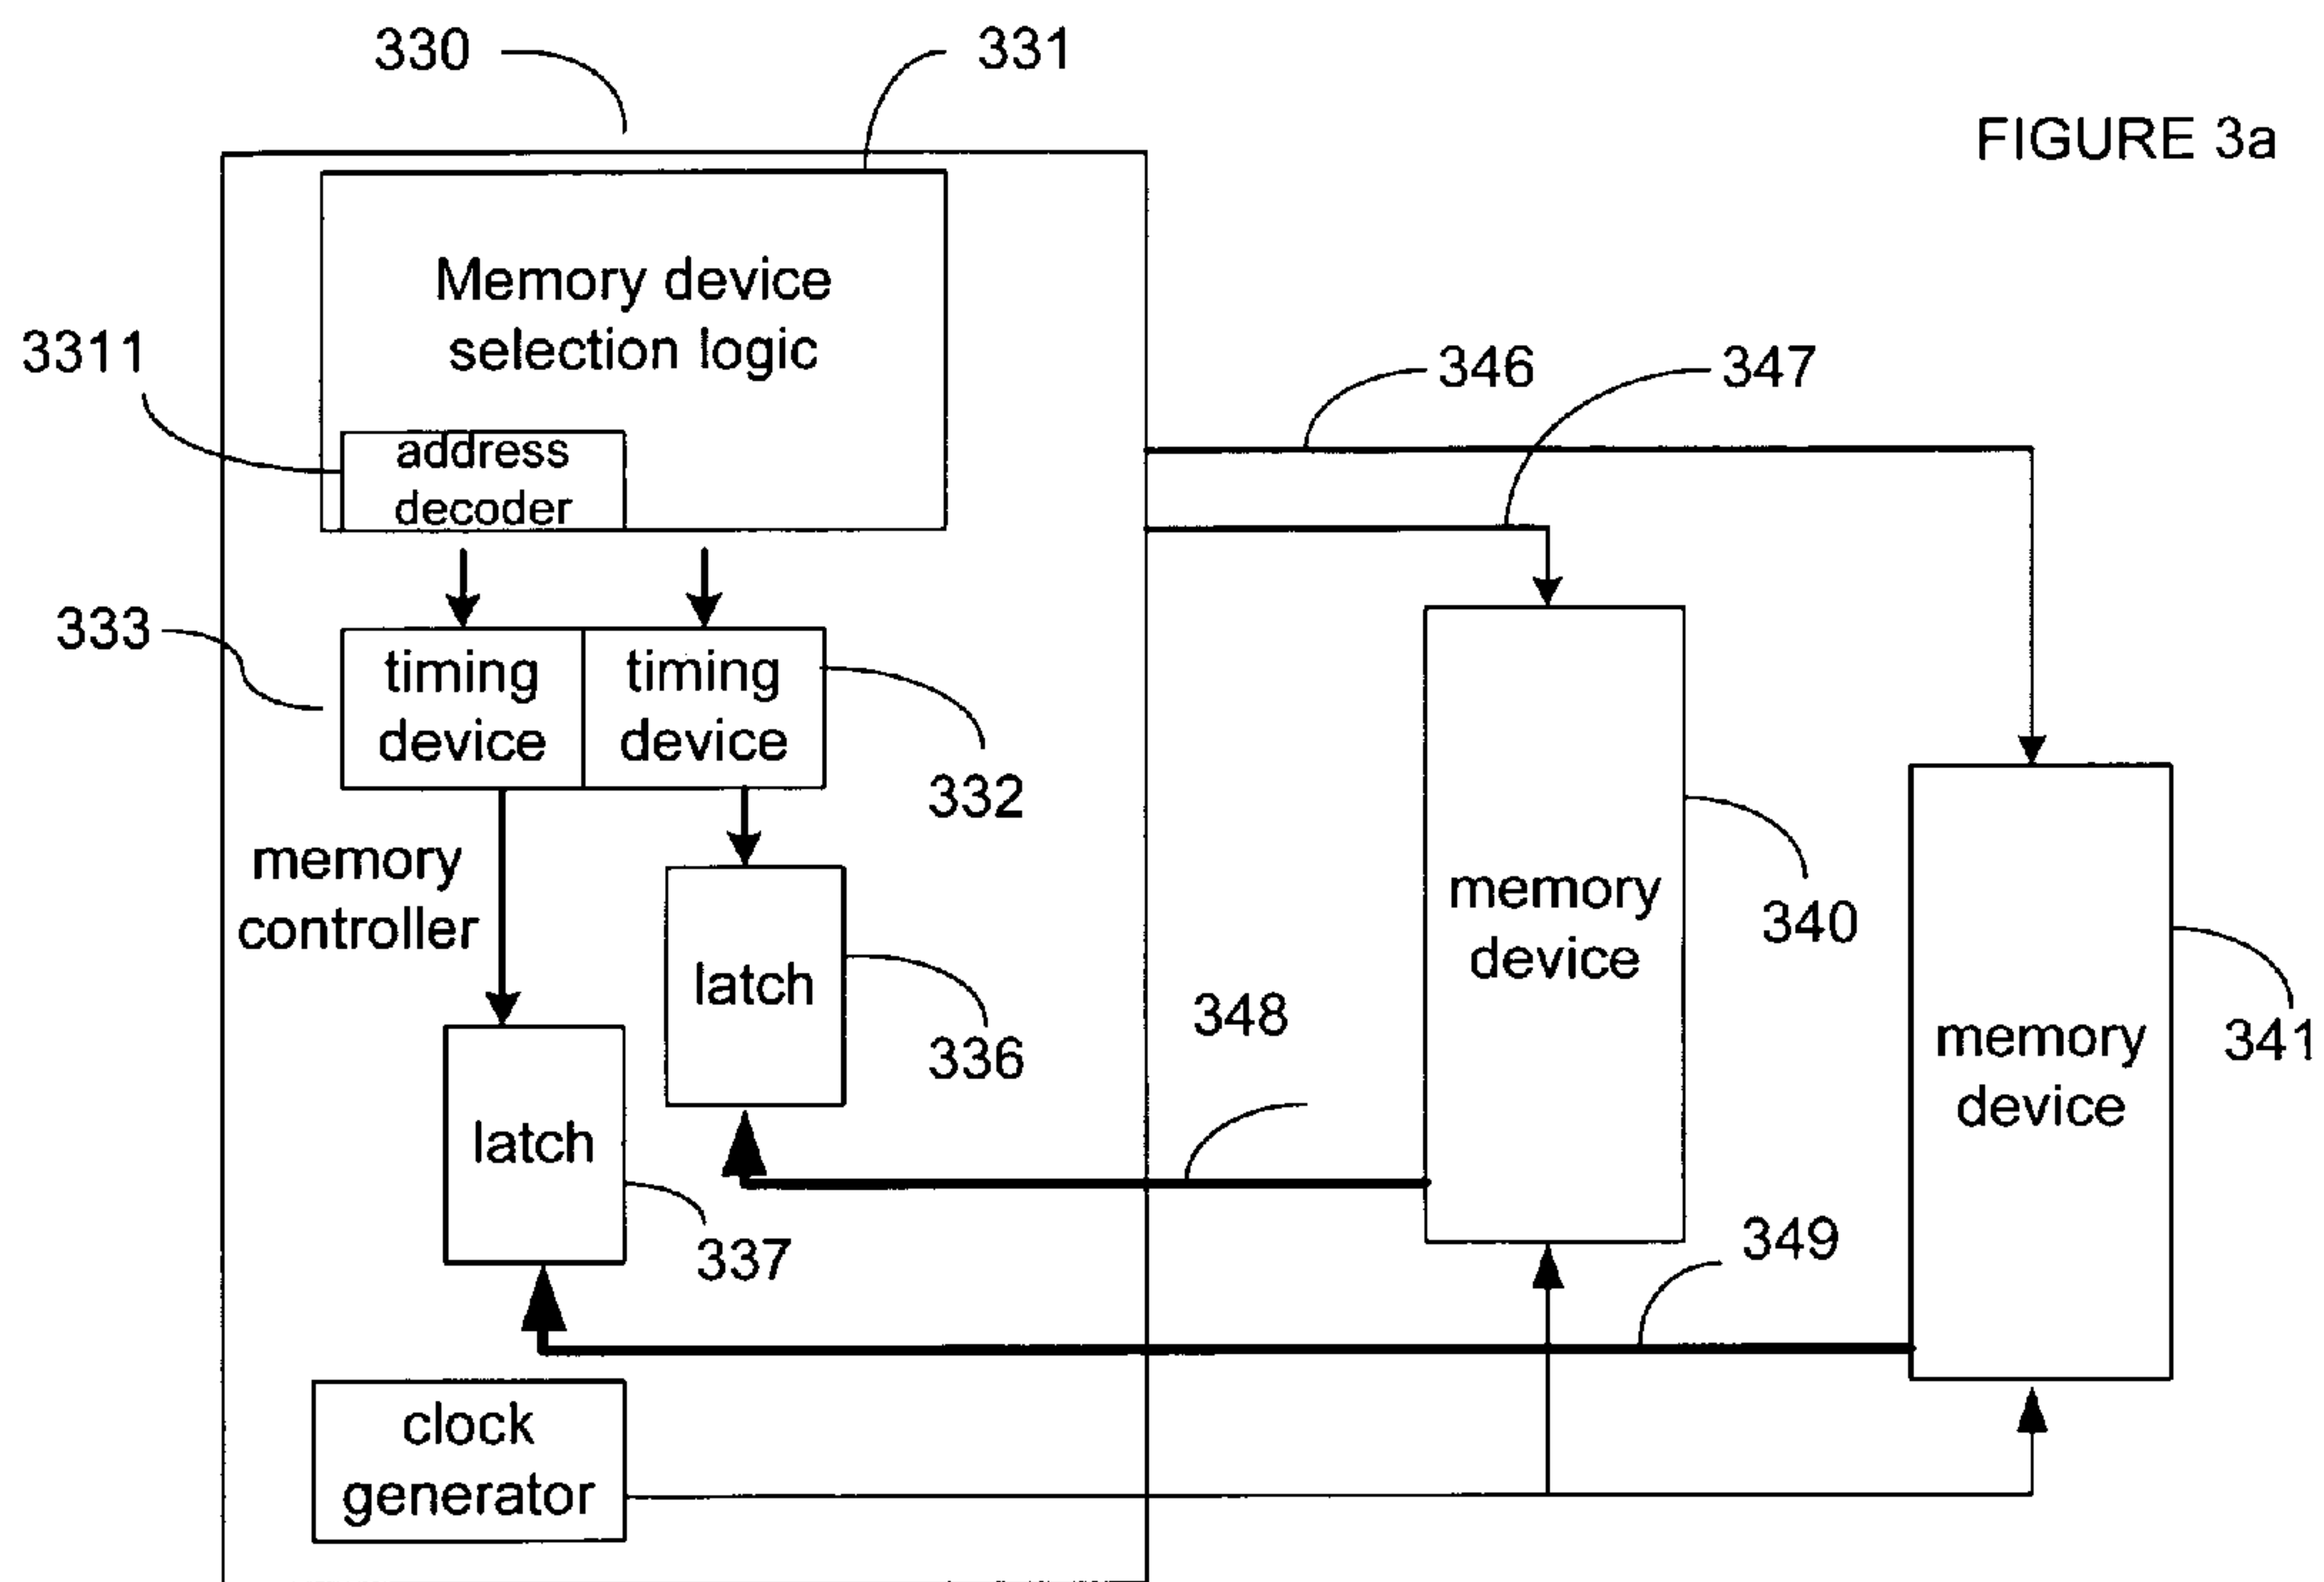 330
331
FIGURE 3a
Memory device
selection logic
3311
346
347
address
decoder
333
timing
device
timing
device
332
memory
controller
340
memory
device
latch
348
336
341
memory
device
latch
337
349
clock
generator